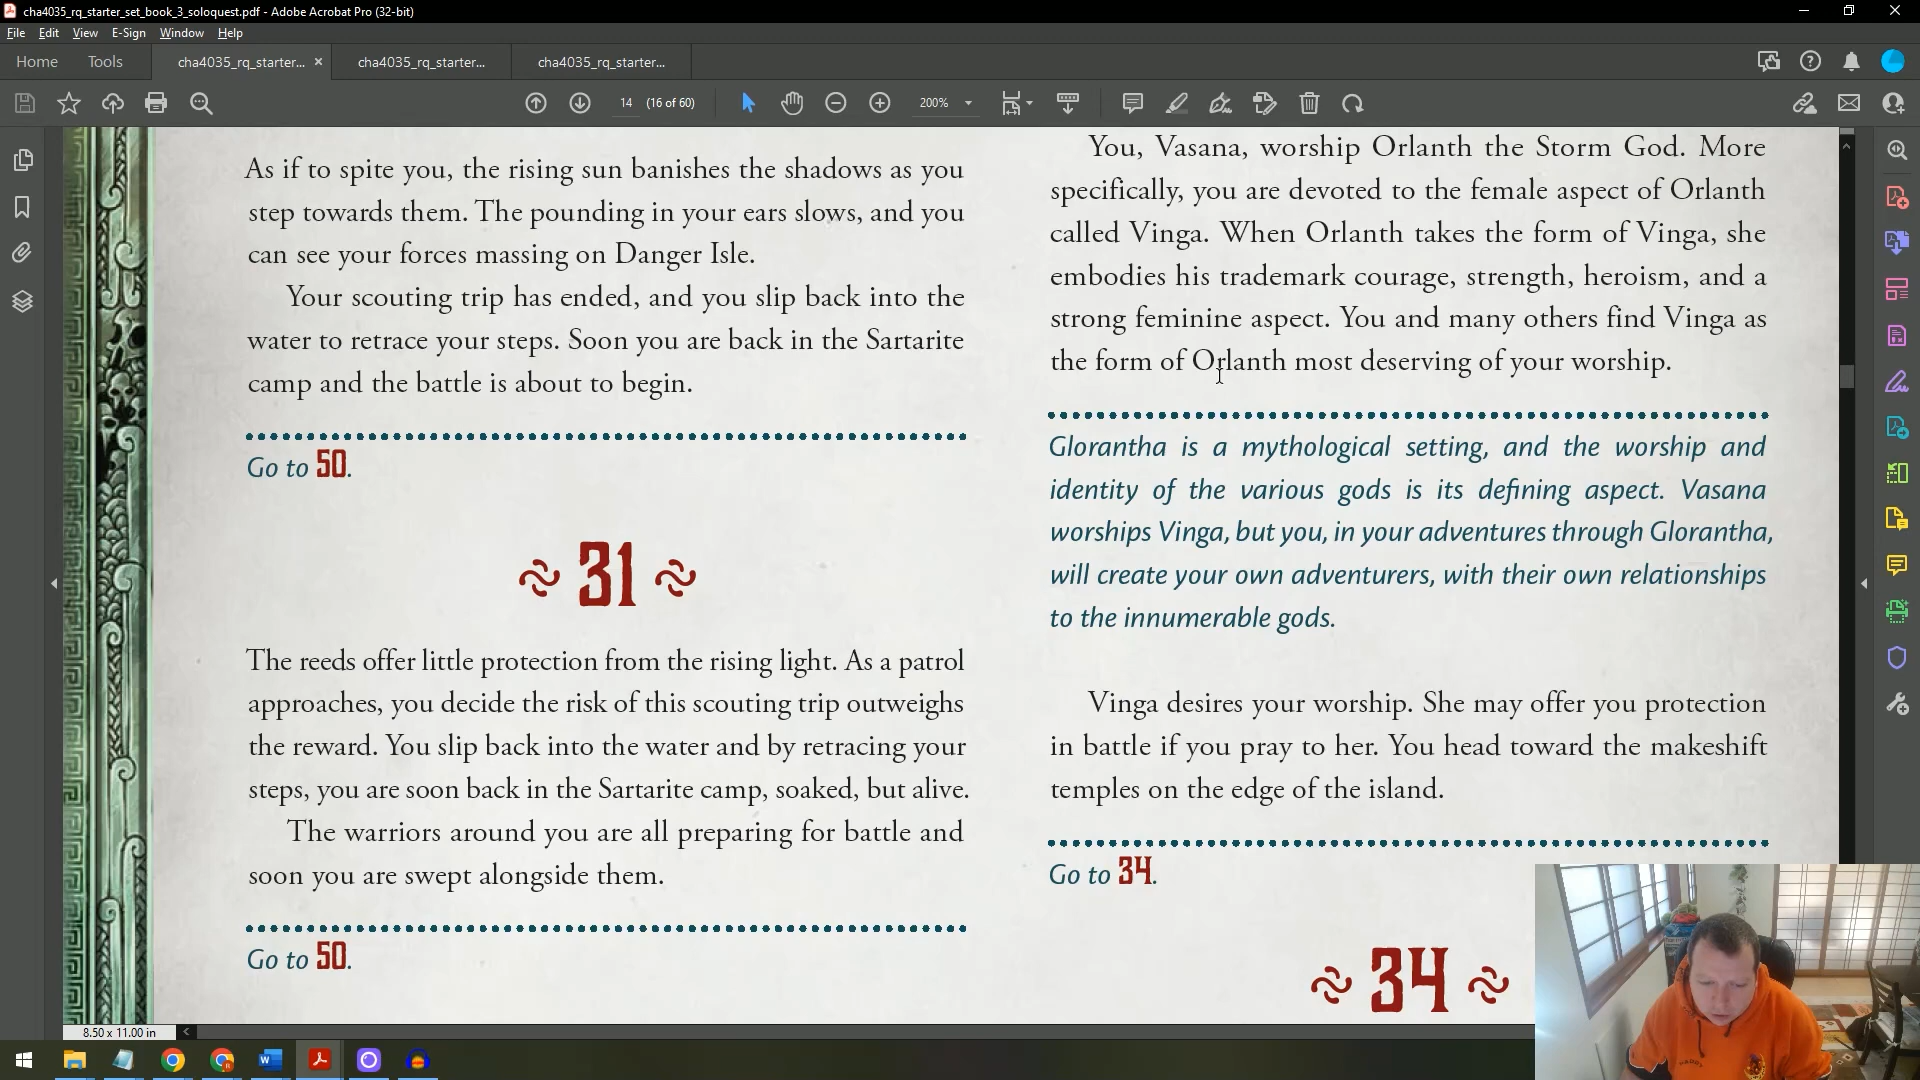 cha4035_rq_starter_set_book_3_soloquest.pdf - Adobe Acrobat Pro (32-bit)
File Edit View E-Sign Window Help
Home Tools cha4035_rq_starter... × cha4035_rq_starter... cha4035_rq_starter...
14 (16 of 60) 200%
As if to spite you, the rising sun banishes the shadows as you
step towards them. The pounding in your ears slows, and you
can see your forces massing on Danger Isle.
Your scouting trip has ended, and you slip back into the
water to retrace your steps. Soon you are back in the Sartarite
camp and the battle is about to begin.
Go to 50.
31
The reeds offer little protection from the rising light. As a patrol
approaches, you decide the risk of this scouting trip outweighs
the reward. You slip back into the water and by retracing your
steps, you are soon back in the Sartarite camp, soaked, but alive.
The warriors around you are all preparing for battle and
soon you are swept alongside them.
Go to 50.
You, Vasana, worship Orlanth the Storm God. More
specifically, you are devoted to the female aspect of Orlanth
called Vinga. When Orlanth takes the form of Vinga, she
embodies his trademark courage, strength, heroism, and a
strong feminine aspect. You and many others find Vinga as
the form of Orlanth most deserving of your worship.
Glorantha is a mythological setting, and the worship and
identity of the various gods is its defining aspect. Vasana
worships Vinga, but you, in your adventures through Glorantha,
will create your own adventurers, with their own relationships
to the innumerable gods.
Vinga desires your worship. She may offer you protection
in battle if you pray to her. You head toward the makeshift
temples on the edge of the island.
Go to 34.
34
8.50 x 11.00 in